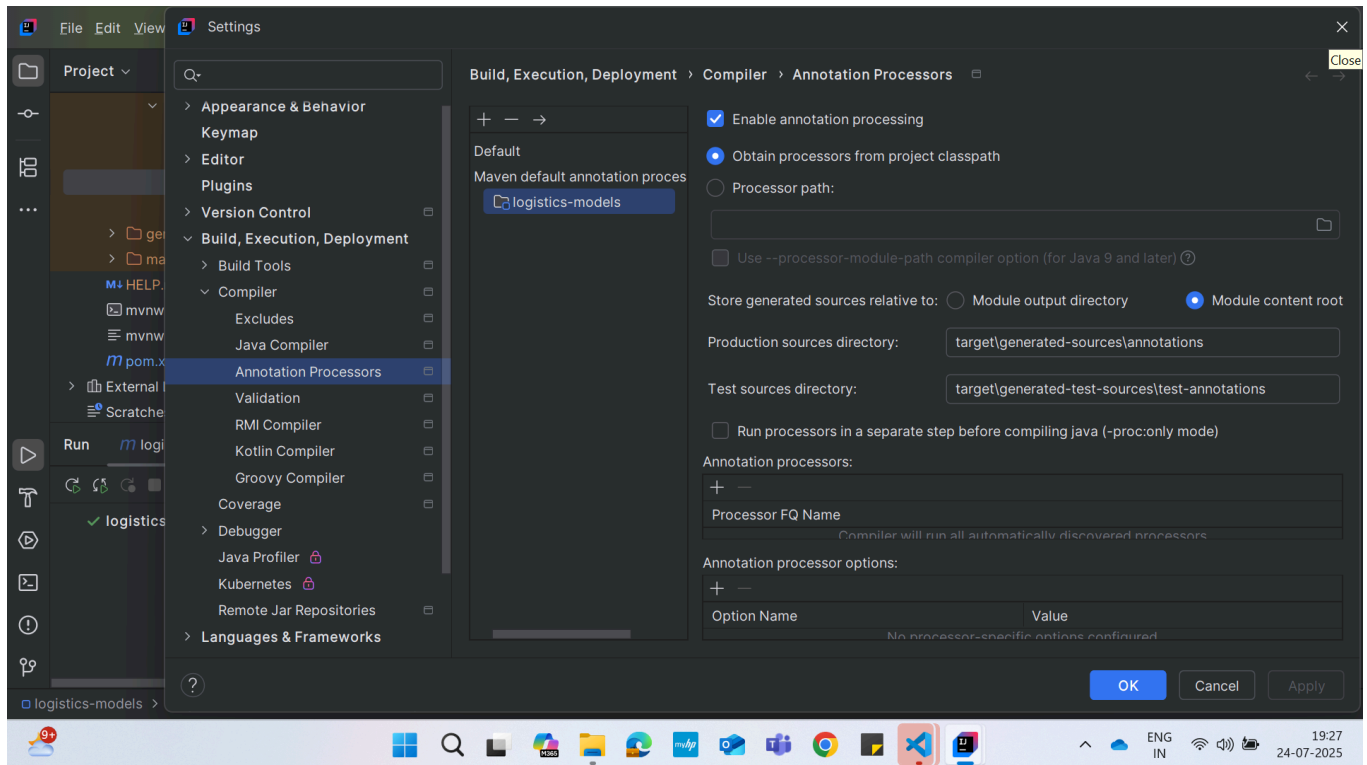 File Edit View
Settings
Close
Project
Build, Execution, Deployment › Compiler › Annotation Processors
Appearance & Behavior
Keymap
Editor
Plugins
Version Control
Build, Execution, Deployment
Build Tools
Compiler
Excludes
Java Compiler
Annotation Processors
Validation
RMI Compiler
Kotlin Compiler
Groovy Compiler
Coverage
Debugger
Java Profiler
Kubernetes
Remote Jar Repositories
Languages & Frameworks
Default
Maven default annotation proces
logistics-models
Enable annotation processing
Obtain processors from project classpath
Processor path:
Use --processor-module-path compiler option (for Java 9 and later)
Store generated sources relative to: Module output directory Module content root
Production sources directory: target\generated-sources\annotations
Test sources directory: target\generated-test-sources\test-annotations
Run processors in a separate step before compiling java (-proc:only mode)
Annotation processors:
Processor FQ Name
Compiler will run all automatically discovered processors
Annotation processor options:
Option Name Value
No processor-specific options configured
OK Cancel Apply
ge
ma
M↓ HELP.
mvnw
mvnw
m pom.x
External
Scratche
Run m logi
logistics
logistics-models ›
9+
M365
myhp
ENG
IN
19:27
24-07-2025